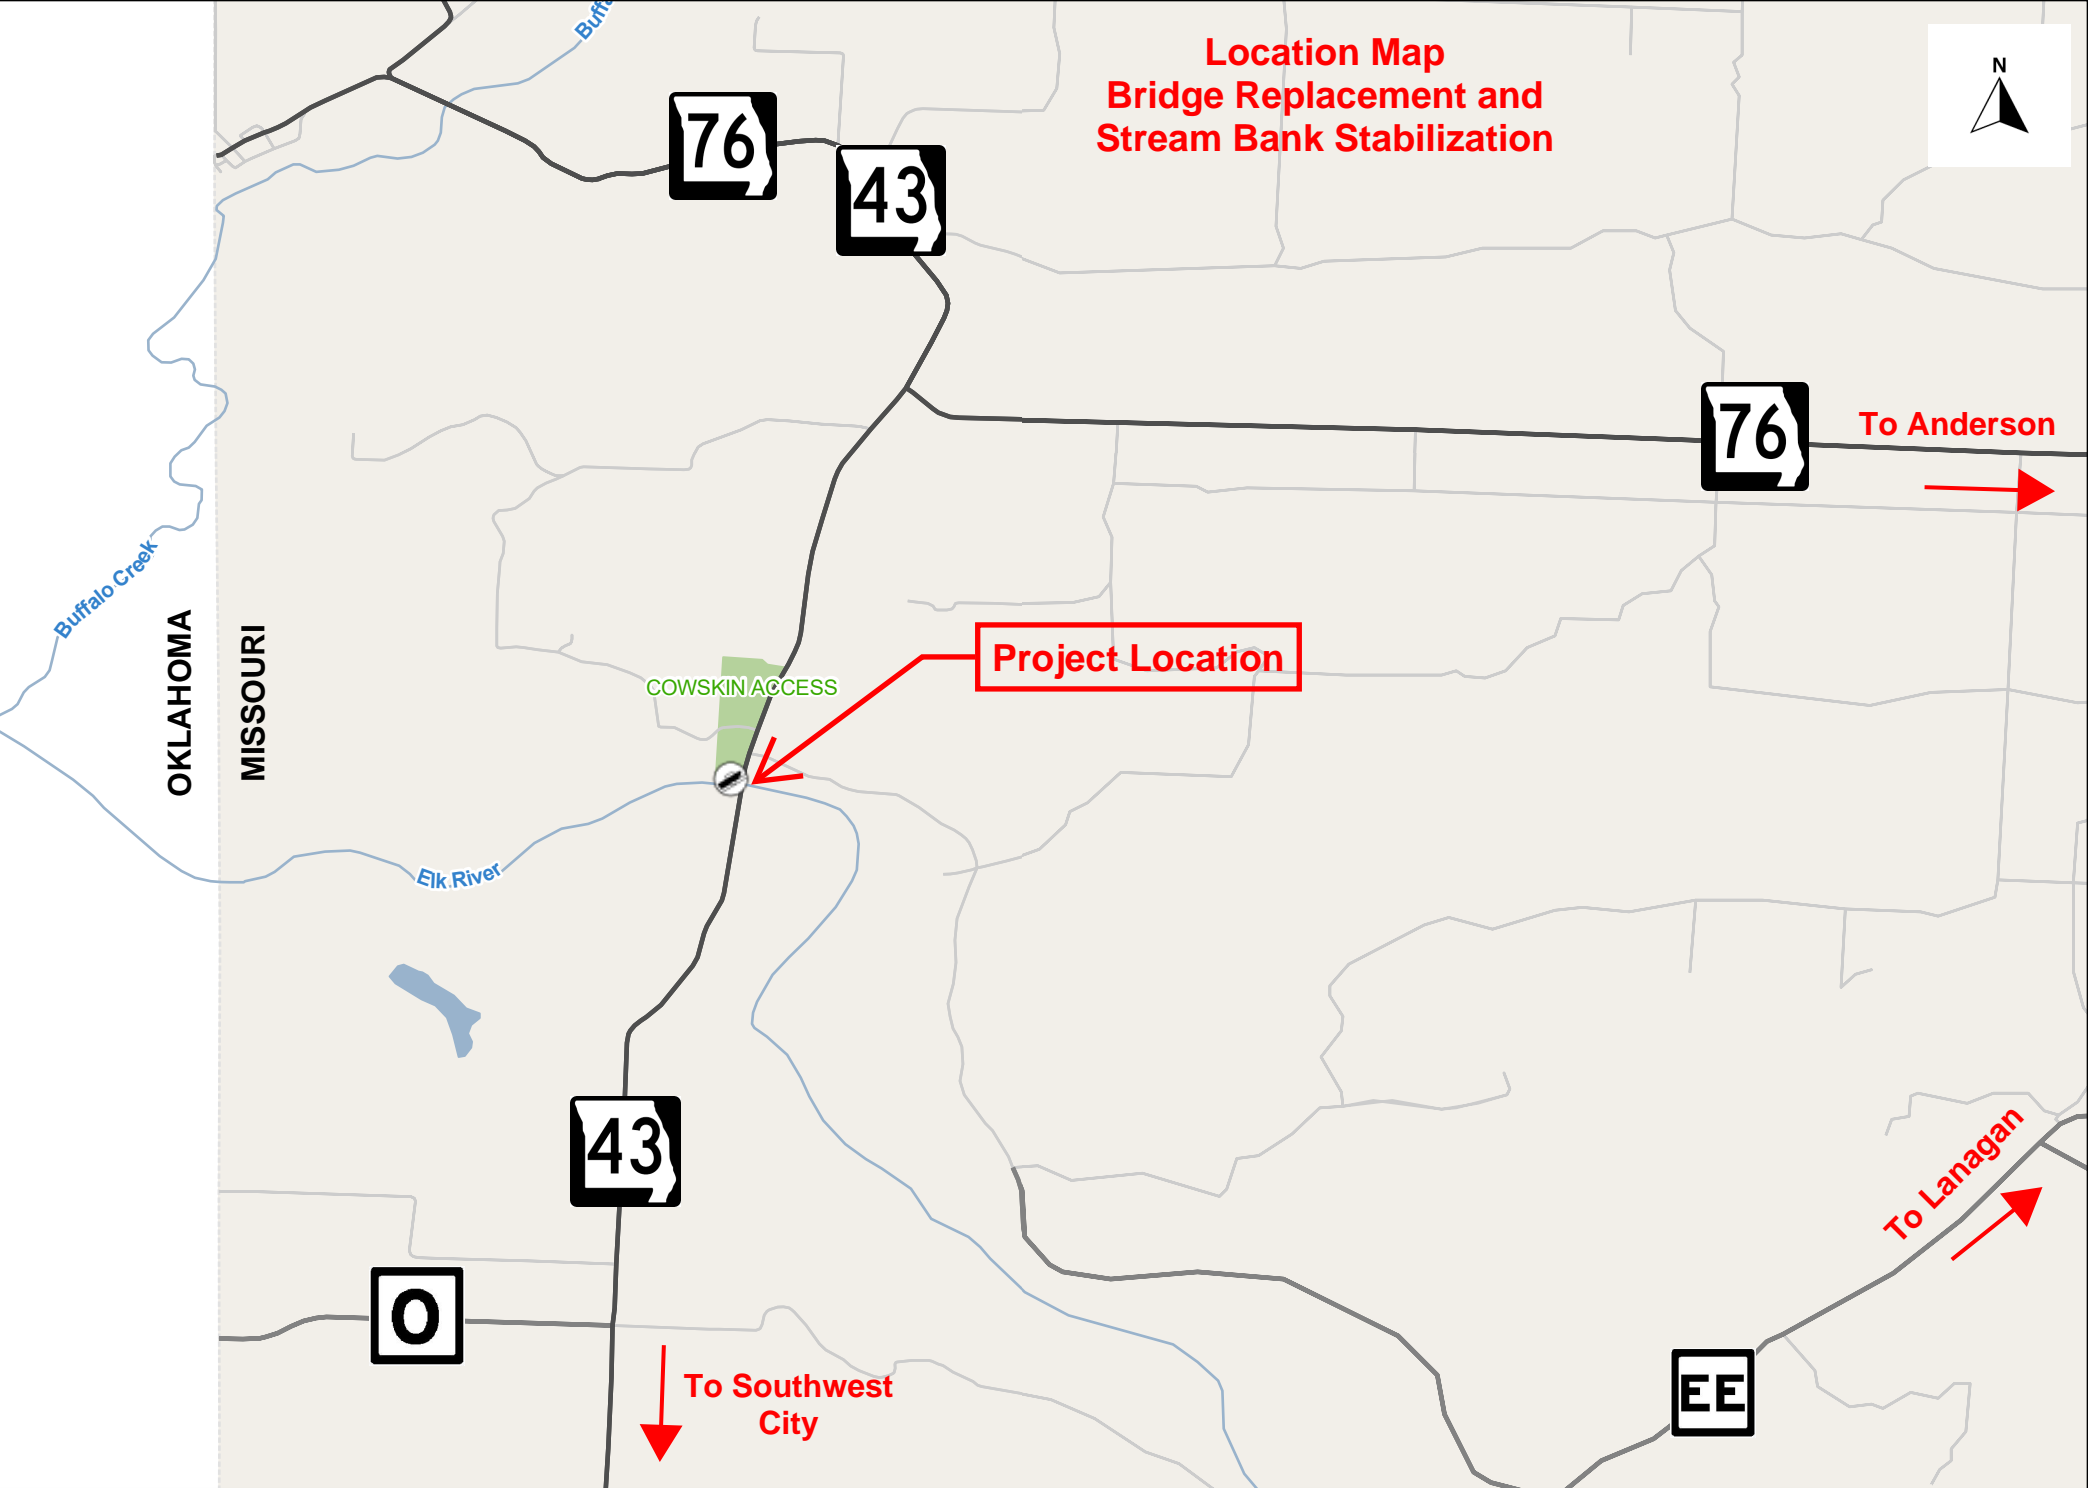 Buffa
Location Map
Bridge Replacement and
Stream Bank Stabilization
N
76
43
76
To Anderson
Buffalo Creek
OKLAHOMA
MISSOURI
Project Location
COWSKIN ACCESS
Elk River
43
To Lanagan
O
To Southwest
City
EE